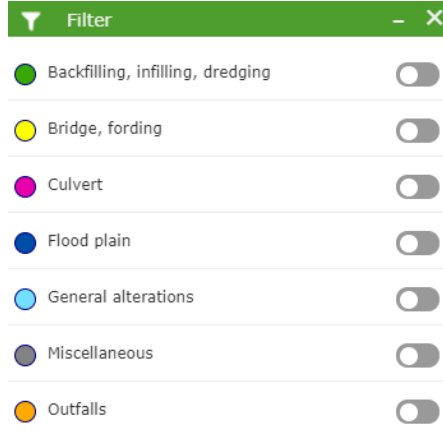 Filter
Backfilling, infilling, dredging
Bridge, fording
Culvert
Flood plain
General alterations
Miscellaneous
Outfalls